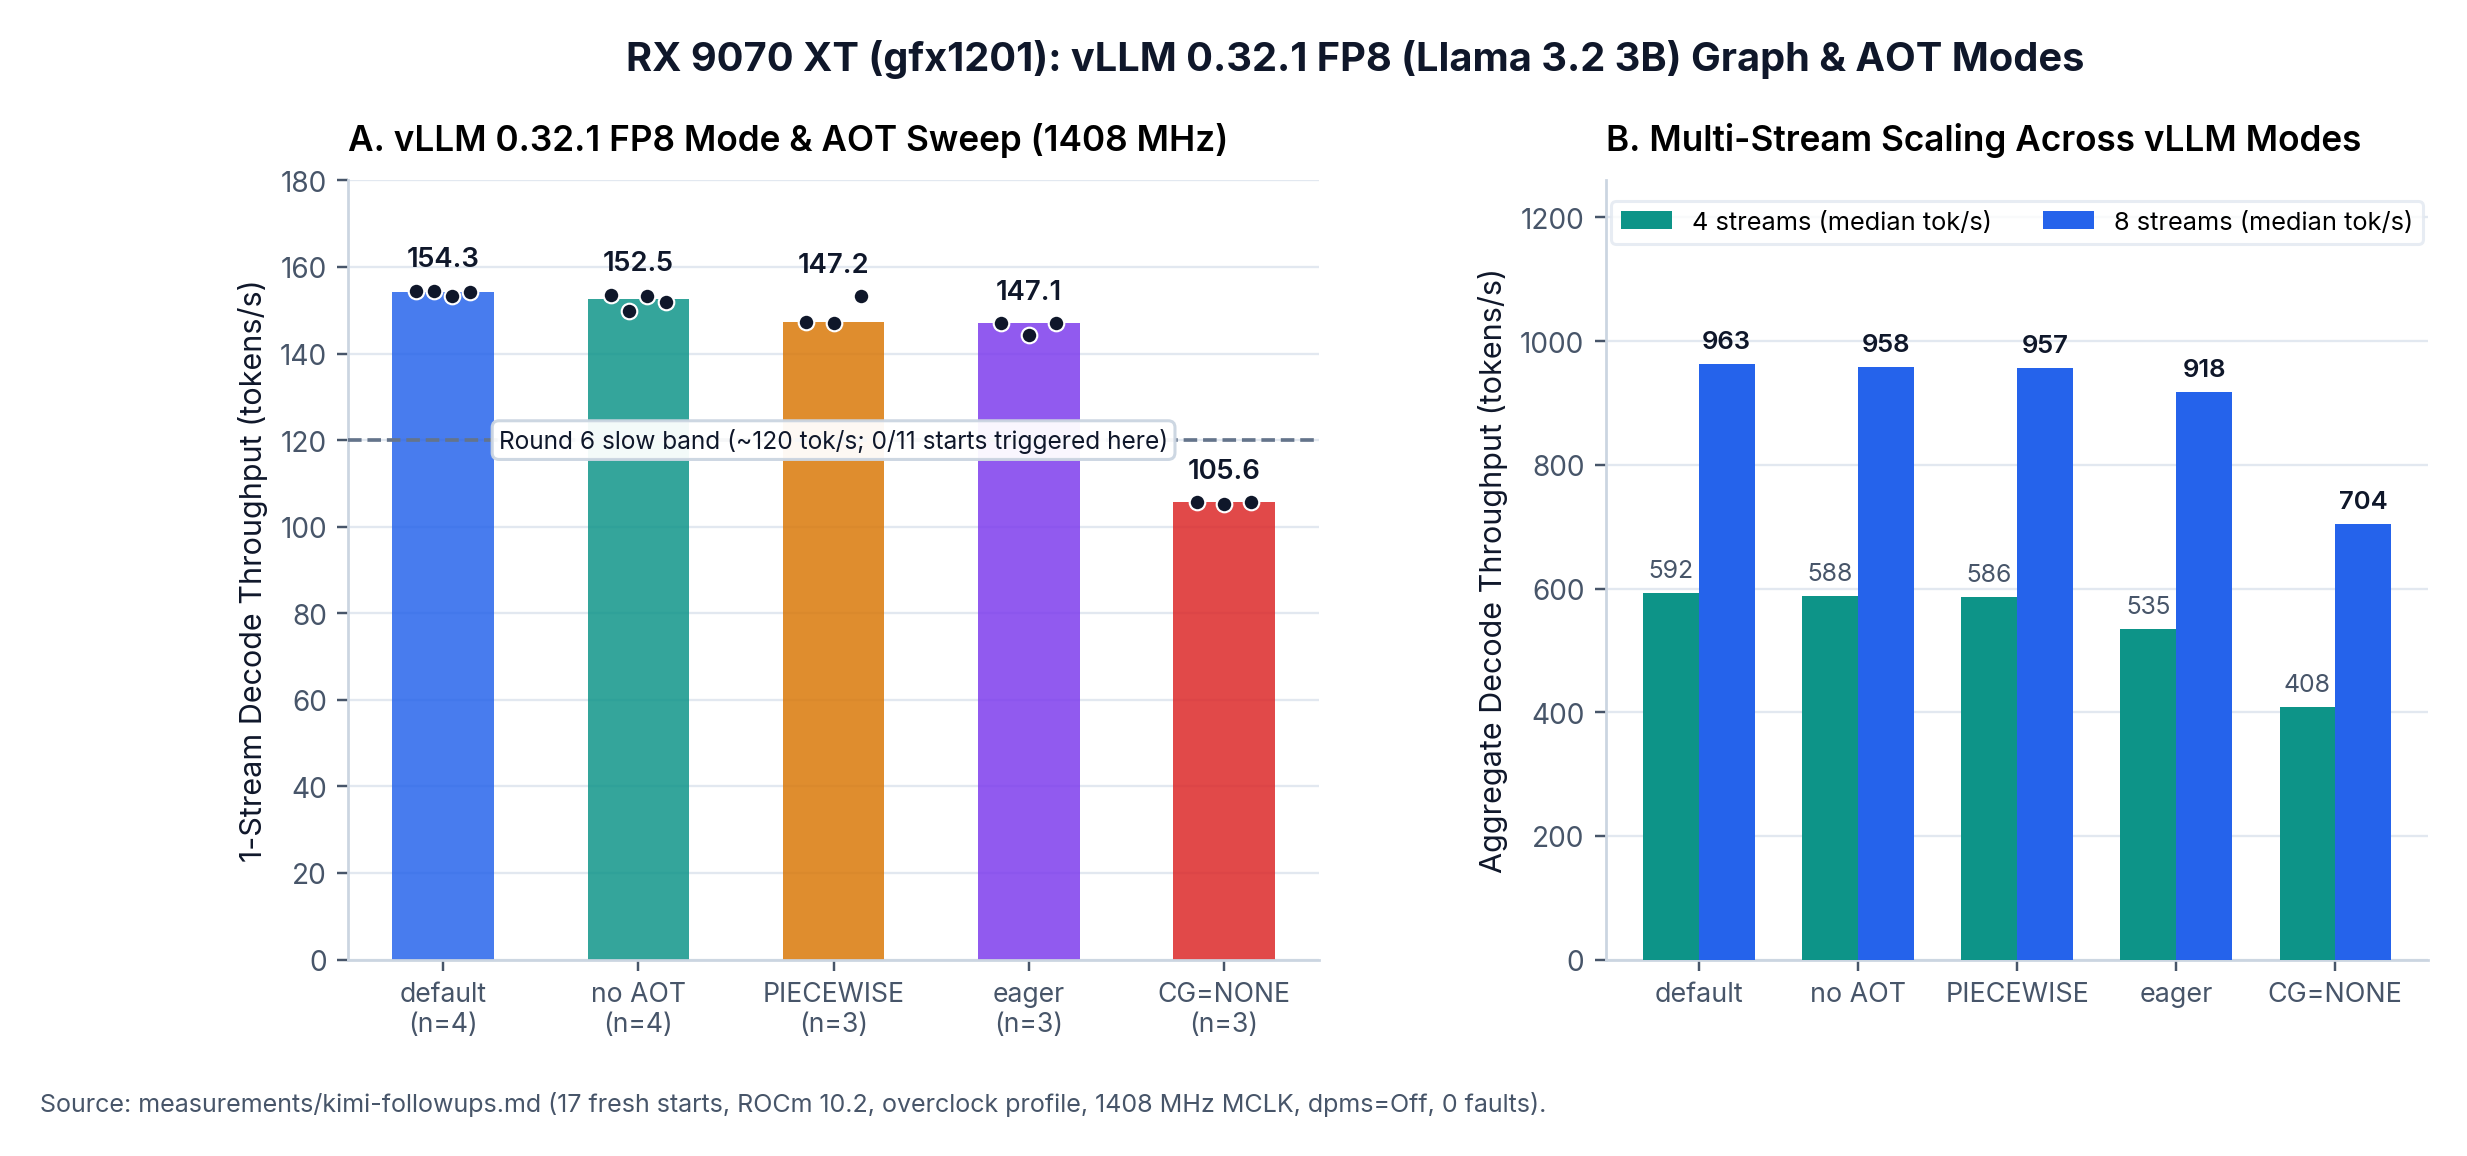 RX 9070 XT (gfx1201): vLLM 0.32.1 FP8 (Llama 3.2 3B) Graph & AOT Modes
A. vLLM 0.32.1 FP8 Mode & AOT Sweep (1408 MHz)
1-Stream Decode Throughput (tokens/s)
180
160
140
120
100
80
60
40
20
0
154.3
152.5
147.2
147.1
105.6
Round 6 slow band (~120 tok/s; 0/11 starts triggered here)
default
(n=4)
no AOT
(n=4)
PIECEWISE
(n=3)
eager
(n=3)
CG=NONE
(n=3)
B. Multi-Stream Scaling Across vLLM Modes
Aggregate Decode Throughput (tokens/s)
1200
1000
800
600
400
200
0
4 streams (median tok/s)
8 streams (median tok/s)
592
963
588
958
586
957
535
918
408
704
default
no AOT
PIECEWISE
eager
CG=NONE
Source: measurements/kimi-followups.md (17 fresh starts, ROCm 10.2, overclock profile, 1408 MHz MCLK, dpms=Off, 0 faults).